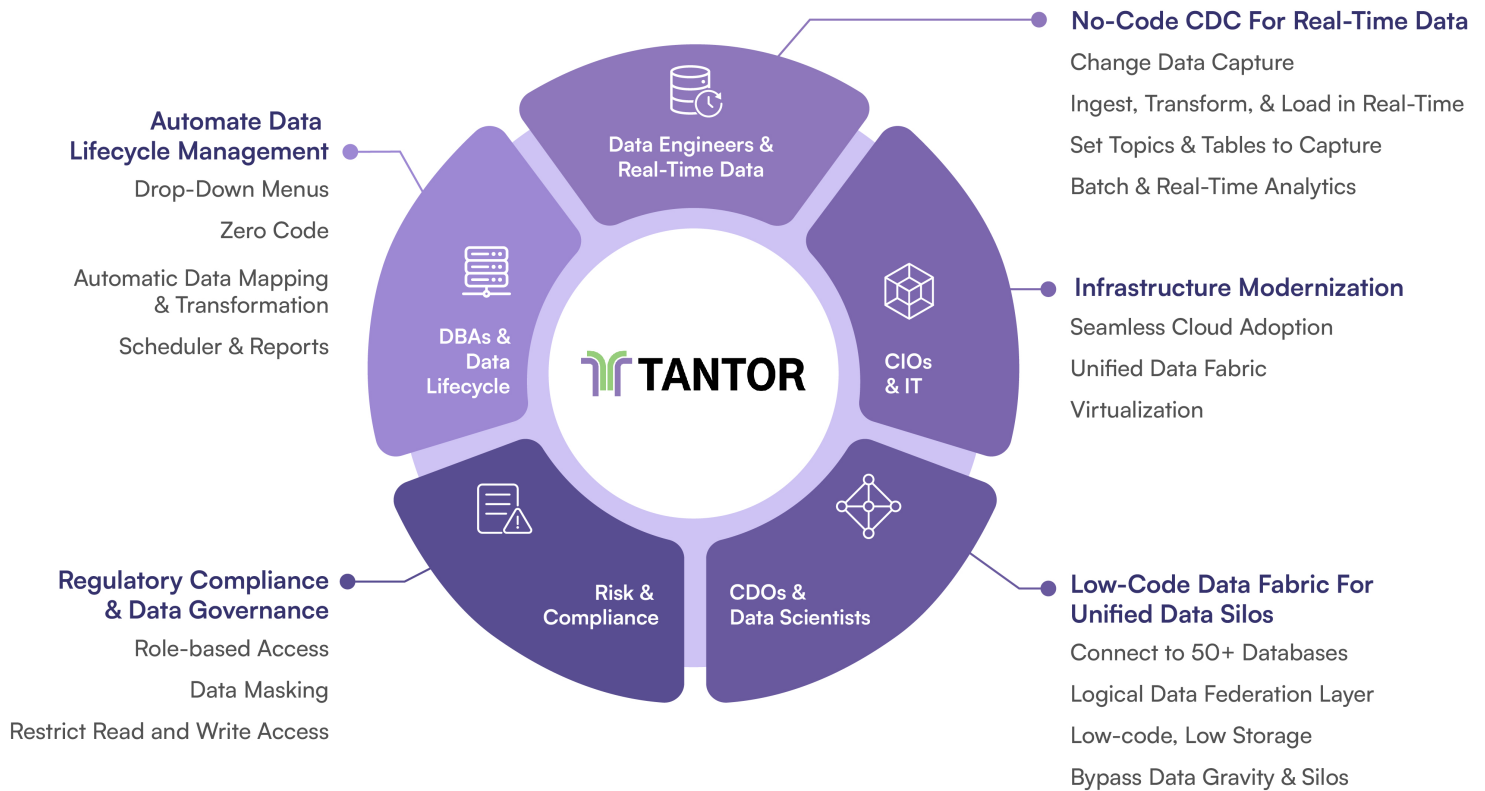 No-Code CDC For Real-Time Data
Change Data Capture
Ingest, Transform, & Load in Real-Time
Set Topics & Tables to Capture
Batch & Real-Time Analytics
Automate Data
Lifecycle Management
Drop-Down Menus
Zero Code
Automatic Data Mapping
& Transformation
Scheduler & Reports
Data Engineers &
Real-Time Data
DBAs &
Data
Lifecycle
TANTOR
CIOs
& IT
Infrastructure Modernization
Seamless Cloud Adoption
Unified Data Fabric
Virtualization
Regulatory Compliance
& Data Governance
Role-based Access
Data Masking
Restrict Read and Write Access
Risk &
Compliance
CDOs &
Data Scientists
Low-Code Data Fabric For
Unified Data Silos
Connect to 50+ Databases
Logical Data Federation Layer
Low-code, Low Storage
Bypass Data Gravity & Silos